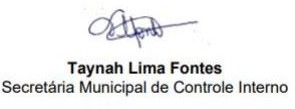 Taynah Lima Fontes
Secretária Municipal de Controle Interno